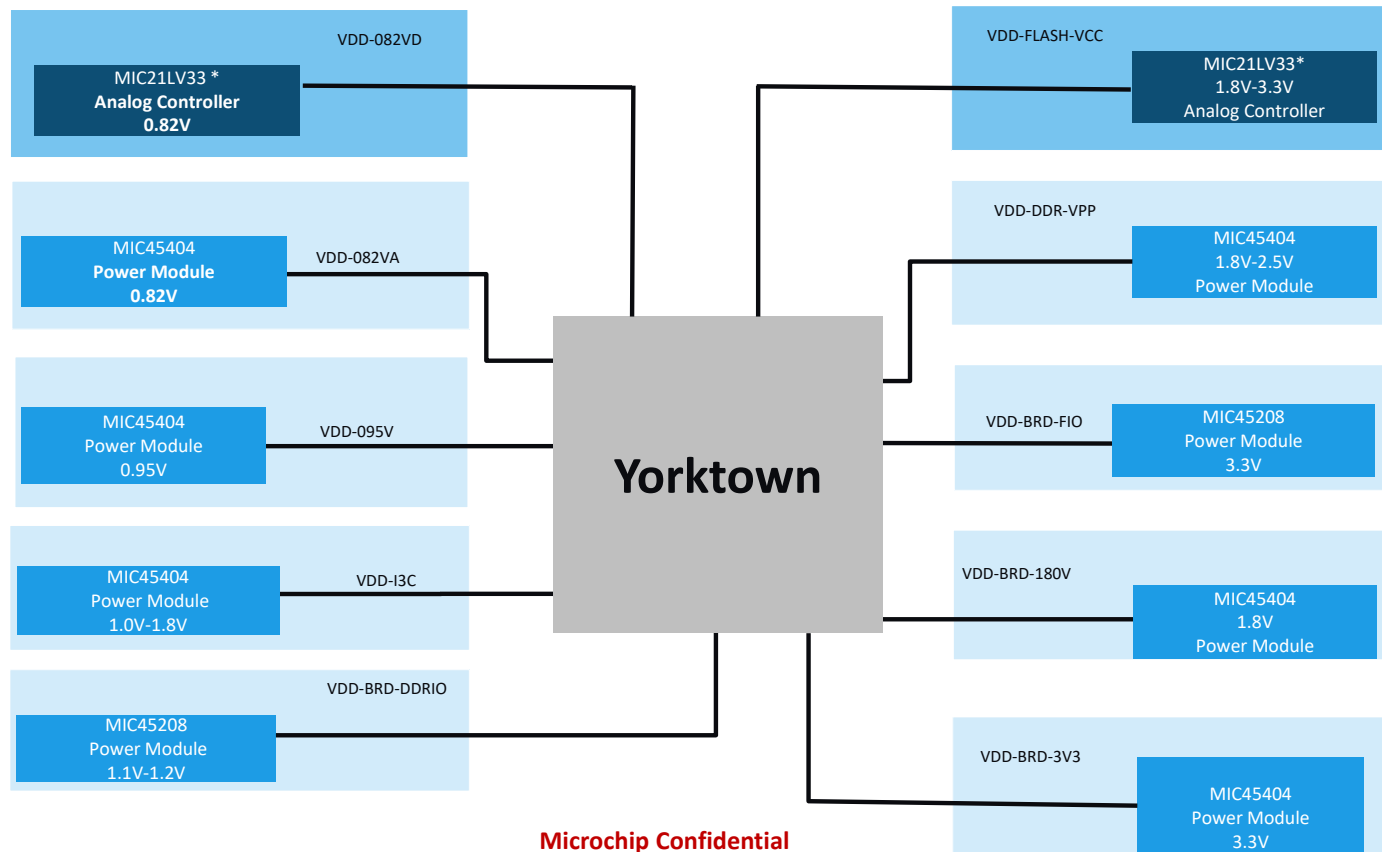 VDD-082VD
MIC21LV33 *
Analog Controller
0.82V
MIC45404
Power Module
0.82V
VDD-082VA
MIC45404
Power Module
0.95V
VDD-095V
MIC45404
Power Module
1.0V-1.8V
VDD-I3C
VDD-BRD-DDRIO
MIC45208
Power Module
1.1V-1.2V
Yorktown
VDD-FLASH-VCC
MIC21LV33*
1.8V-3.3V
Analog Controller
VDD-DDR-VPP
MIC45404
1.8V-2.5V
Power Module
VDD-BRD-FIO
MIC45208
Power Module
3.3V
VDD-BRD-180V
MIC45404
1.8V
Power Module
VDD-BRD-3V3
MIC45404
Power Module
3.3V
Microchip Confidential